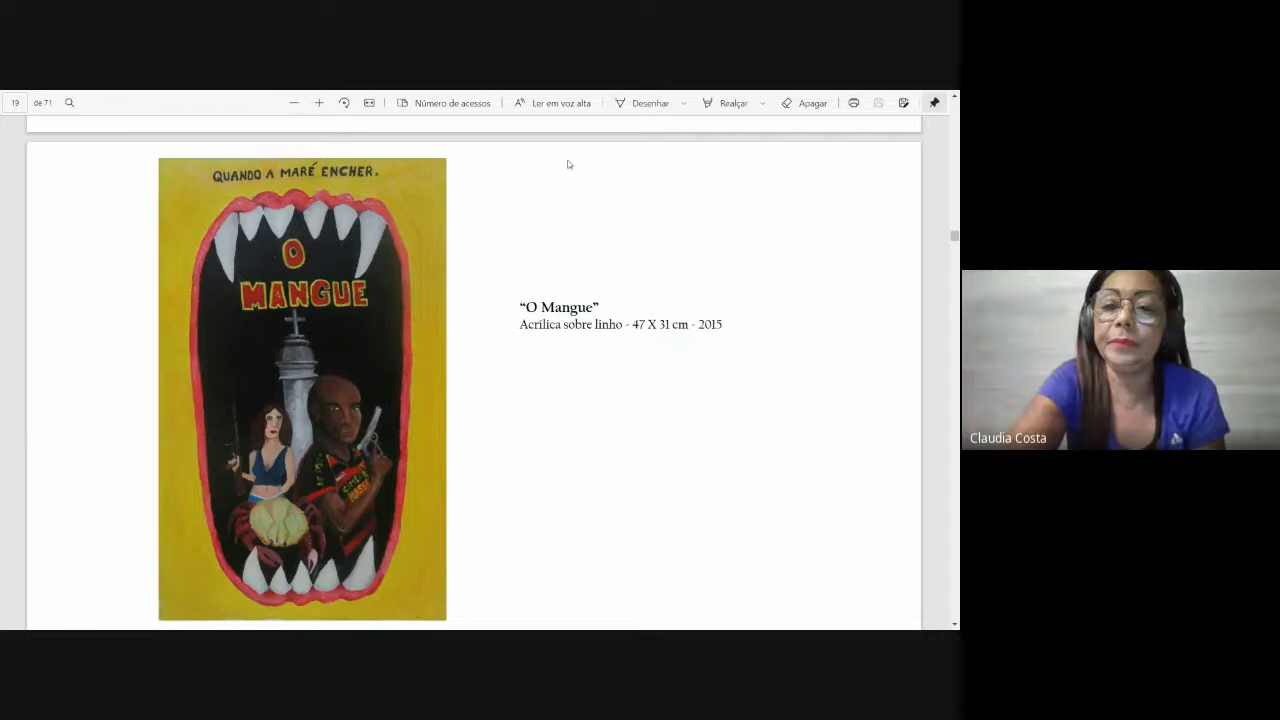 19 de 71
Número de acessos
Ler em voz alta
Desenhar
Realçar
Apagar
QUANDO A MARÉ ENCHER.
O
MANGUE
“O Mangue”
Acrílica sobre linho - 47 X 31 cm - 2015
Claudia Costa